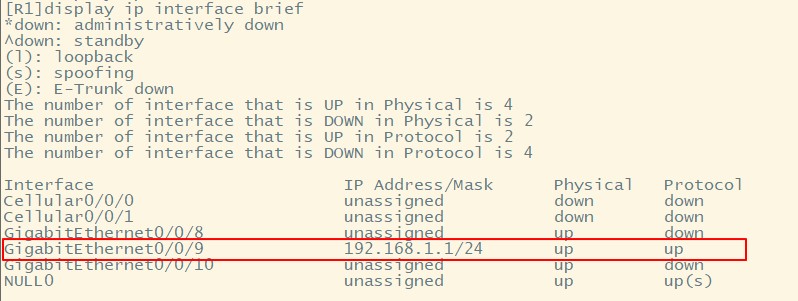 [R1]display ip interface brief
*down: administratively down
^down: standby
(l): loopback
(s): spoofing
(E): E-Trunk down
The number of interface that is UP in Physical is 4
The number of interface that is DOWN in Physical is 2
The number of interface that is UP in Protocol is 2
The number of interface that is DOWN in Protocol is 4
Interface IP Address/Mask Physical Protocol
Cellular0/0/0 unassigned down down
Cellular0/0/1 unassigned down down
GigabitEthernet0/0/8 unassigned up down
GigabitEthernet0/0/9 192.168.1.1/24 up up
GigabitEthernet0/0/10 unassigned up down
NULL0 unassigned up up(s)